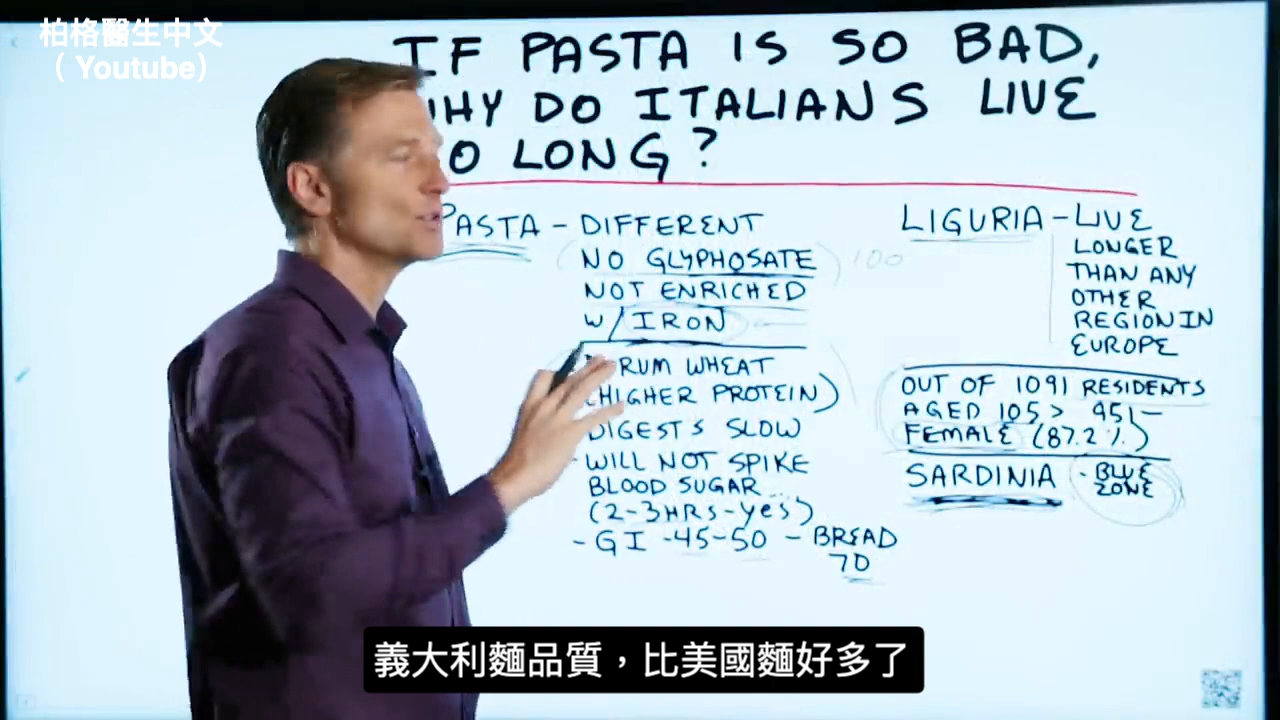 柏格醫生中文
( Youtube)
IF PASTA IS SO BAD,
WHY DO ITALIANS LIVE
SO LONG?
PASTA - DIFFERENT
(NO GLYPHOSATE) 100
NOT ENRICHED
W/ IRON
DURUM WHEAT
(HIGHER PROTEIN)
DIGESTS SLOW
- WILL NOT SPIKE
BLOOD SUGAR...
(2-3HRS-yes)
- GI - 45-50 - BREAD
70
LIGURIA - LIVE
LONGER
THAN ANY
OTHER
REGION IN
EUROPE
OUT OF 1091 RESIDENTS
AGED 105> 951-
FEMALE (87.2%)
SARDINIA - BLUE
ZONE
義大利麵品質，比美國麵好多了